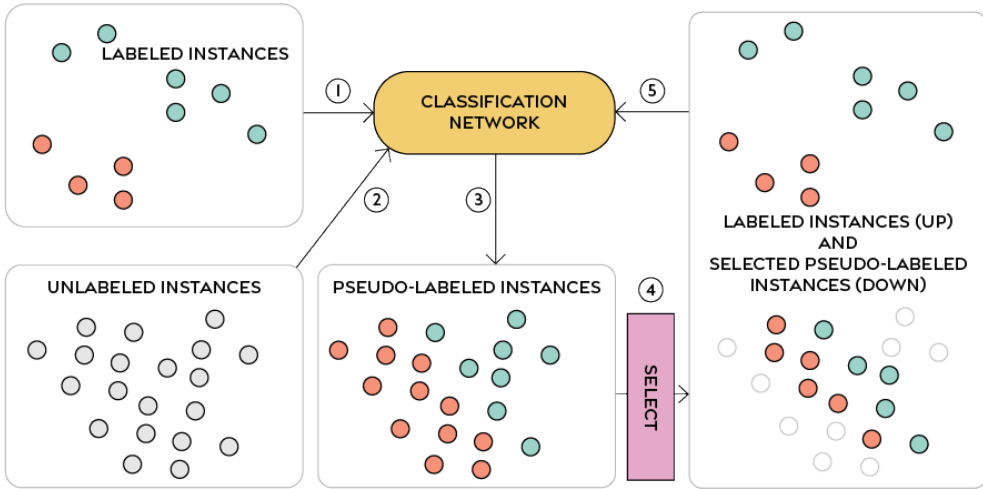 LABELED INSTANCES
1
CLASSIFICATION
NETWORK
5
2
3
LABELED INSTANCES (UP)
AND
SELECTED PSEUDO-LABELED
INSTANCES (DOWN)
UNLABELED INSTANCES
PSEUDO-LABELED INSTANCES
4
SELECT